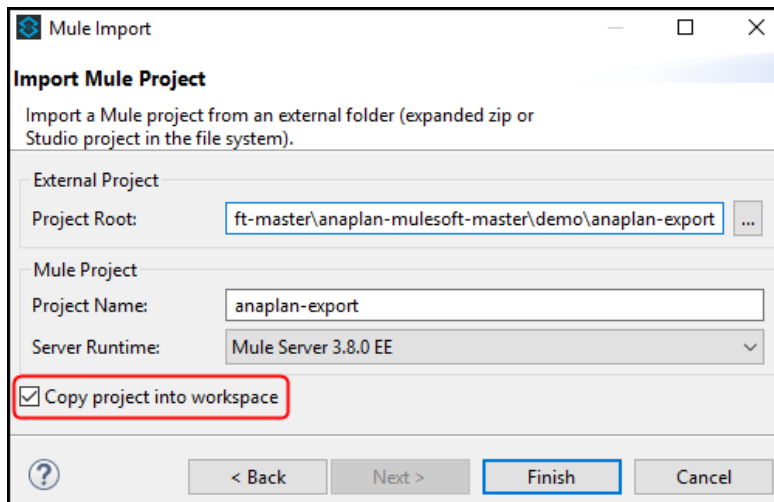 Mule Import
Import Mule Project
Import a Mule project from an external folder (expanded zip or
Studio project in the file system).
External Project
Project Root: ft-master\anaplan-mulesoft-master\demo\anaplan-export ...
Mule Project
Project Name: anaplan-export
Server Runtime: Mule Server 3.8.0 EE
Copy project into workspace
? < Back Next > Finish Cancel